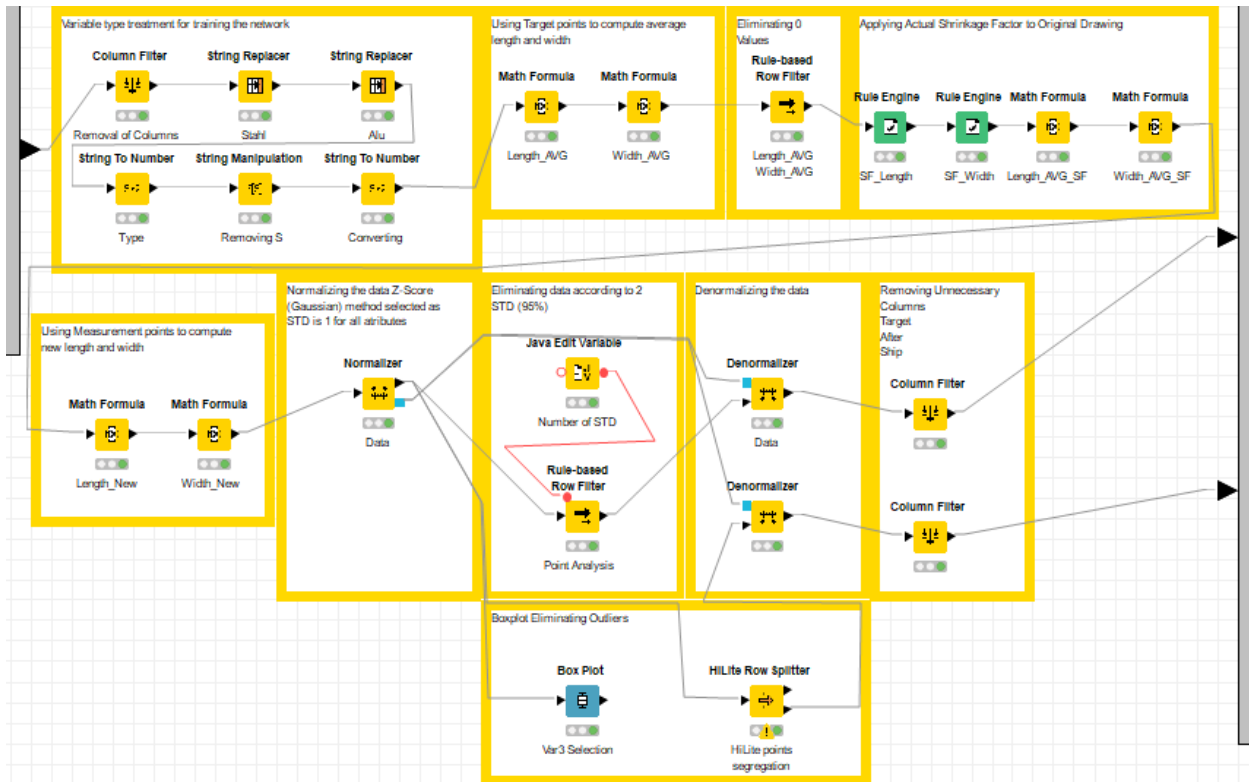 Variable type treatment for training the network
Column Filter
String Replacer
String Replacer
Removal of Columns
Stahl
Alu
String To Number
String Manipulation
String To Number
Type
Removing S
Converting
Using Target points to compute average
length and width
Math Formula
Math Formula
Length_AVG
Width_AVG
Eliminating 0
Values
Rule-based
Row Filter
Length_AVG
Width_AVG
Applying Actual Shrinkage Factor to Original Drawing
Rule Engine
Rule Engine
Math Formula
Math Formula
SF_Length
SF_Width
Length_AVG_SF
Width_AVG_SF
Using Measurement points to compute
new length and width
Math Formula
Math Formula
Length_New
Width_New
Normalizing the data Z-Score
(Gaussian) method selected as
STD is 1 for all atributes
Normalizer
Data
Eliminating data according to 2
STD (95%)
Java Edit Variable
Number of STD
Rule-based
Row Filter
Point Analysis
Denormalizing the data
Denormalizer
Data
Denormalizer
Removing Unnecessary
Columns
Target
After
Ship
Column Filter
Column Filter
Boxplot Eliminating Outliers
Box Plot
Var3 Selection
HiLite Row Splitter
HiLite points
segregation